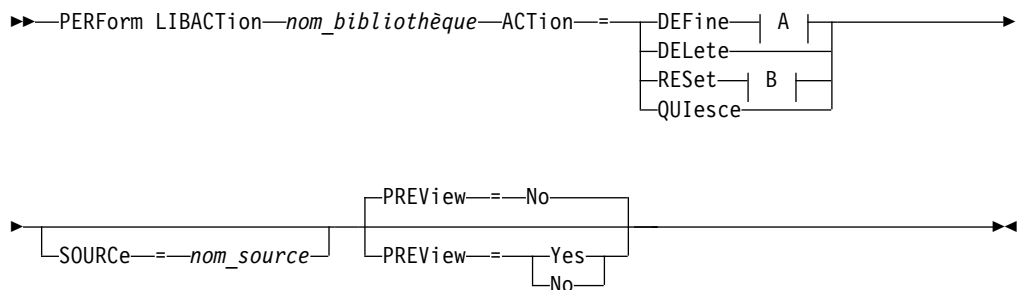 PERForm LIBACTion nom_bibliothèque ACTion = DEFine A
DELete
RESet B
QUIesce
PREView = No
SOURCe = nom_source PREView = Yes
No